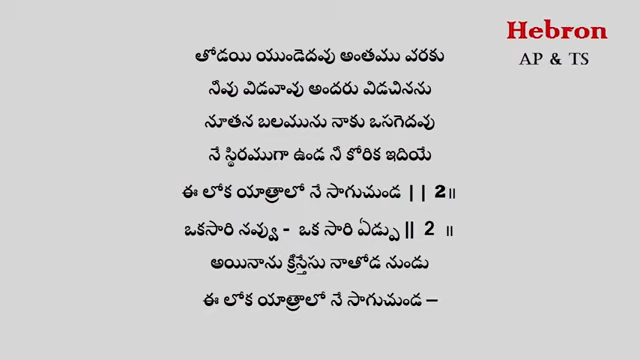 Hebron
AP & TS
తోడయి యుండెదవు అంతము వరకు
నీవు విడవావు అందరు విడచినను
నూతన బలమును నాకు ఒసగెదవు
నే స్థిరముగా ఉండ నీ కోరిక ఇదియే
ఈ లోక యాత్రాలో నే సాగుచుండ || 2||
ఒకసారి నవ్వు - ఒక సారి ఏడ్పు || 2 ||
అయినాను క్రీస్తేసు నాతోడ నుండు
ఈ లోక యాత్రాలో నే సాగుచుండ –